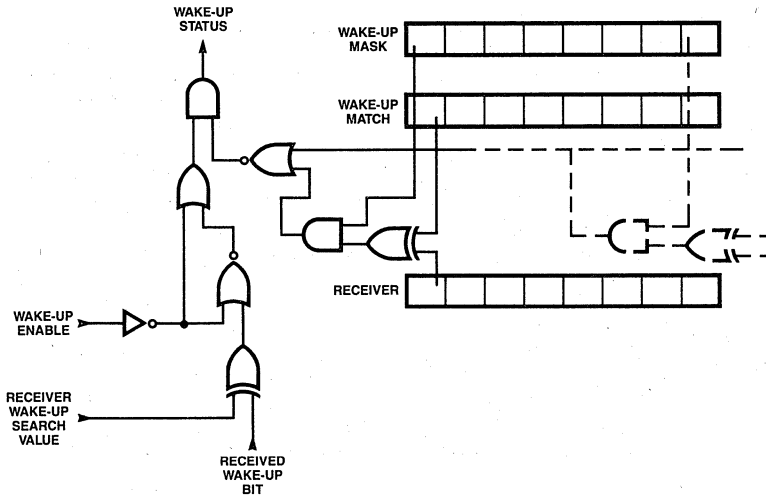 WAKE-UP
STATUS
WAKE-UP
MASK
WAKE-UP
MATCH
RECEIVER
WAKE-UP
ENABLE
RECEIVER
WAKE-UP
SEARCH
VALUE
RECEIVED
WAKE-UP
BIT